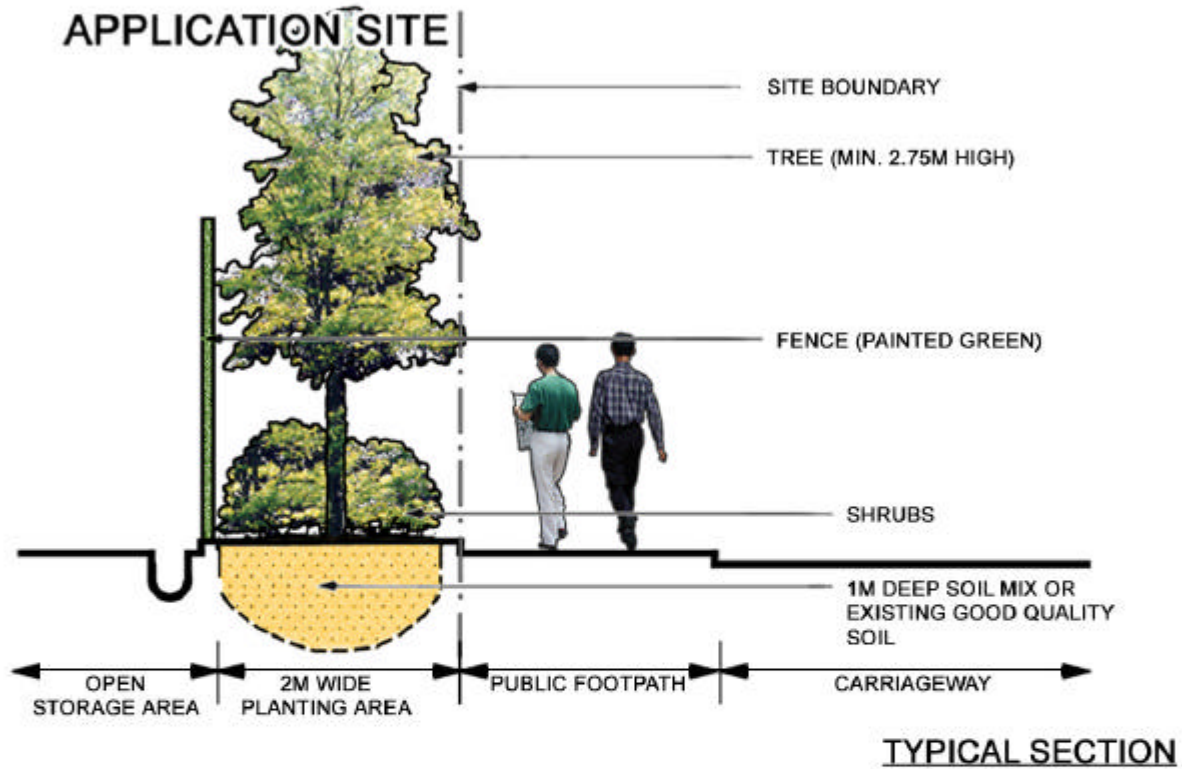 APPLICATION SITE
SITE BOUNDARY
TREE (MIN. 2.75M HIGH)
FENCE (PAINTED GREEN)
SHRUBS
1M DEEP SOIL MIX OR
EXISTING GOOD QUALITY
SOIL
OPEN
STORAGE AREA
2M WIDE
PLANTING AREA
PUBLIC FOOTPATH
CARRIAGEWAY
TYPICAL SECTION